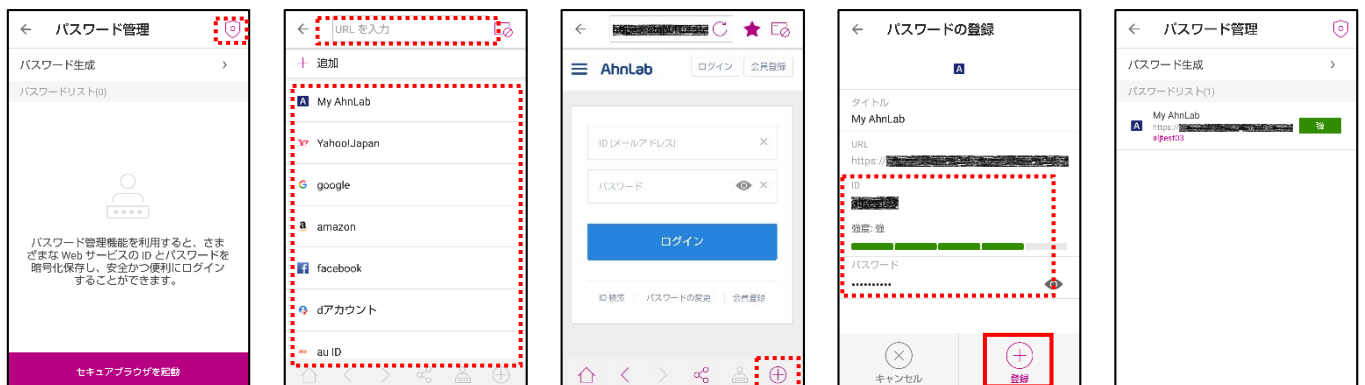 パスワード管理
パスワード生成
パスワードリスト(0)
パスワード管理機能を利用すると、さま
ざまな Web サービスの ID とパスワードを
暗号化保存し、安全かつ便利にログイン
することができます。
セキュアブラウザを起動
URL を入力
追加
My AhnLab
Yahoo!Japan
google
amazon
facebook
dアカウント
au ID
AhnLab
ログイン
会員登録
ID (メールアドレス)
パスワード
ログイン
ID 検索
パスワードの変更
会員登録
パスワードの登録
タイトル
My AhnLab
URL
https://
ID
強度: 強
パスワード
キャンセル
登録
パスワード管理
パスワード生成
パスワードリスト(1)
My AhnLab
https://
強
aljtest03